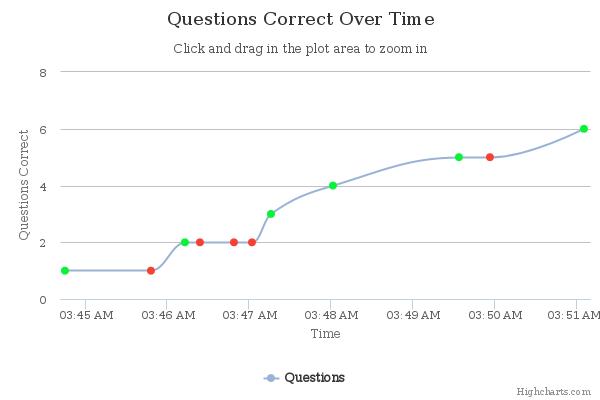 Questions Correct Over Time
Click and drag in the plot area to zoom in
Questions Correct
8
6
4
2
0
03:45 AM 03:46 AM 03:47 AM 03:48 AM 03:49 AM 03:50 AM 03:51 AM
Time
Questions
Highcharts.com